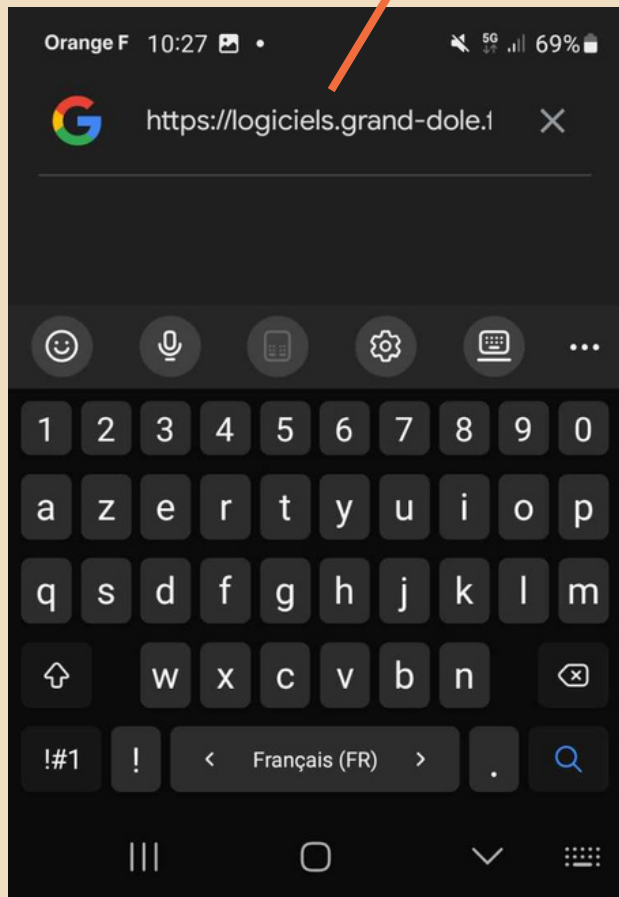 Orange F 10:27 5G 69%
https://logiciels.grand-dole.f
1 2 3 4 5 6 7 8 9 0
a z e r t y u i o p
q s d f g h j k l m
w x c v b n
!#1 ! < Français (FR) > .